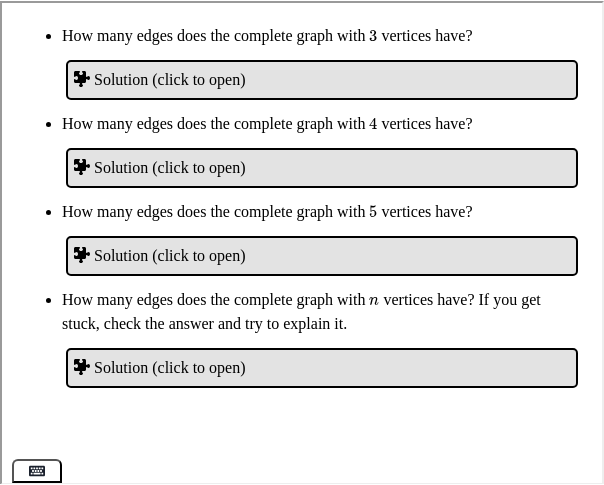 How many edges does the complete graph with 3 vertices have?
Solution (click to open)
How many edges does the complete graph with 4 vertices have?
Solution (click to open)
How many edges does the complete graph with 5 vertices have?
Solution (click to open)
How many edges does the complete graph with n vertices have? If you get
stuck, check the answer and try to explain it.
Solution (click to open)